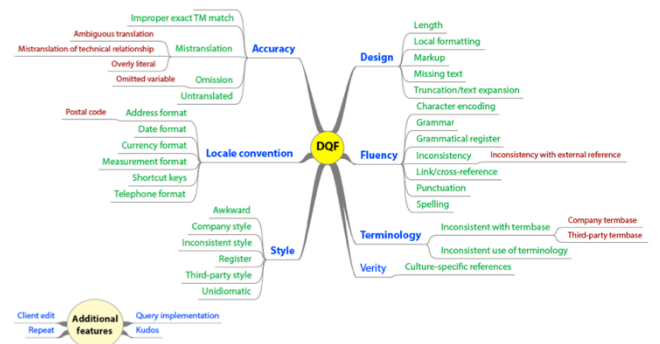 Improper exact TM match
Ambiguous translation
Mistranslation of technical relationship
Mistranslation
Accuracy
Overly literal
Omitted variable
Omission
Untranslated
Postal code
Address format
Date format
Currency format
Locale convention
Measurement format
Shortcut keys
Telephone format
Awkward
Company style
Inconsistent style
Style
Register
Third-party style
Unidiomatic
DQF
Length
Local formatting
Design
Markup
Missing text
Truncation/text expansion
Character encoding
Grammar
Grammatical register
Fluency
Inconsistency
Inconsistency with external reference
Link/cross-reference
Punctuation
Spelling
Terminology
Inconsistent with termbase
Company termbase
Third-party termbase
Inconsistent use of terminology
Verity
Culture-specific references
Client edit
Repeat
Additional
features
Query implementation
Kudos